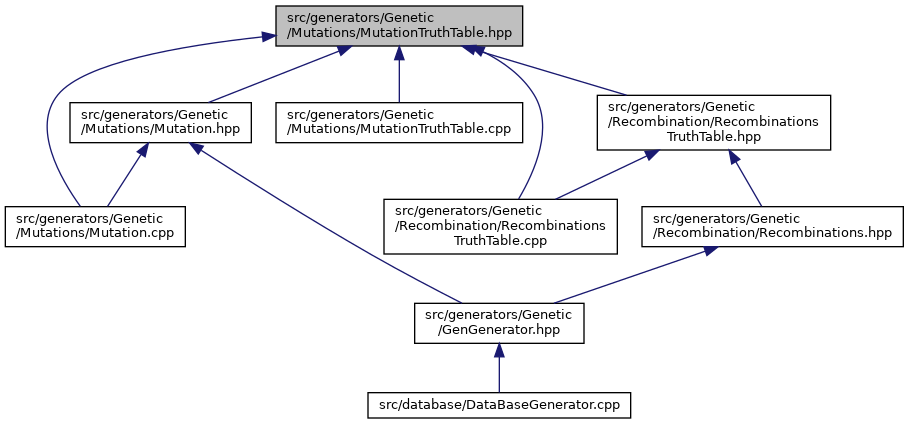 src/generators/Genetic
/Mutations/MutationTruthTable.hpp
src/generators/Genetic
/Mutations/Mutation.hpp
src/generators/Genetic
/Mutations/MutationTruthTable.cpp
src/generators/Genetic
/Recombination/Recombinations
TruthTable.hpp
src/generators/Genetic
/Mutations/Mutation.cpp
src/generators/Genetic
/Recombination/Recombinations
TruthTable.cpp
src/generators/Genetic
/Recombination/Recombinations.hpp
src/generators/Genetic
/GenGenerator.hpp
src/database/DataBaseGenerator.cpp